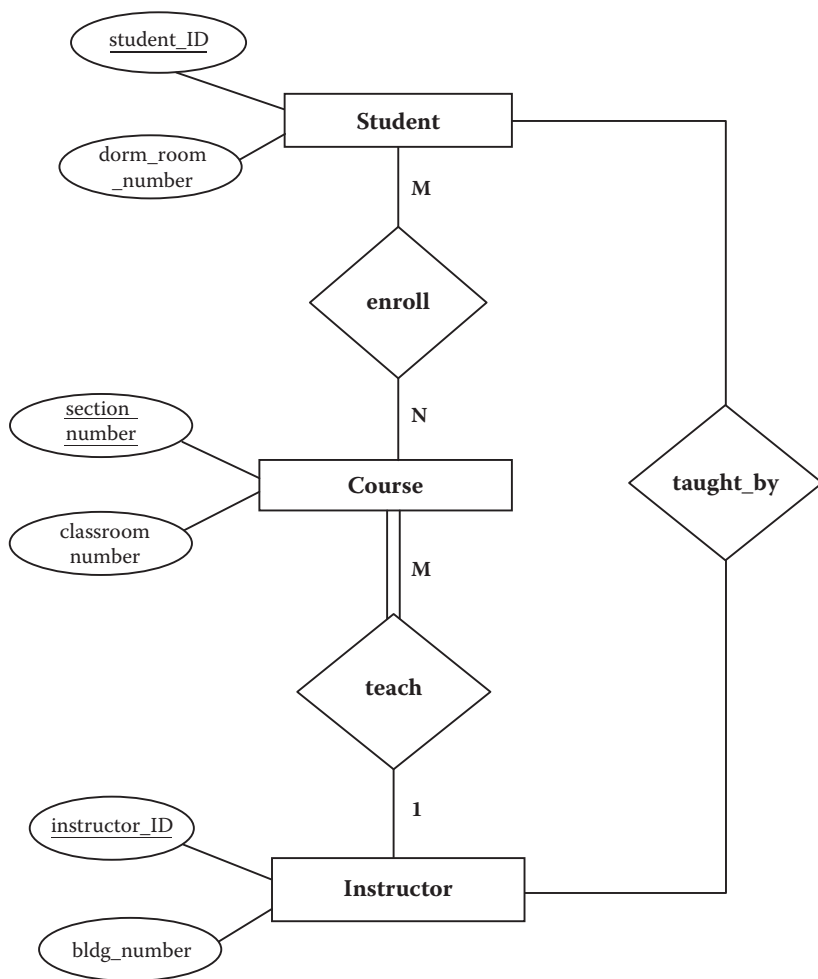 student_ID
Student
dorm_room
_number
M
enroll
N
section
number
Course
taught_by
classroom
number
M
teach
1
instructor_ID
Instructor
bldg_number